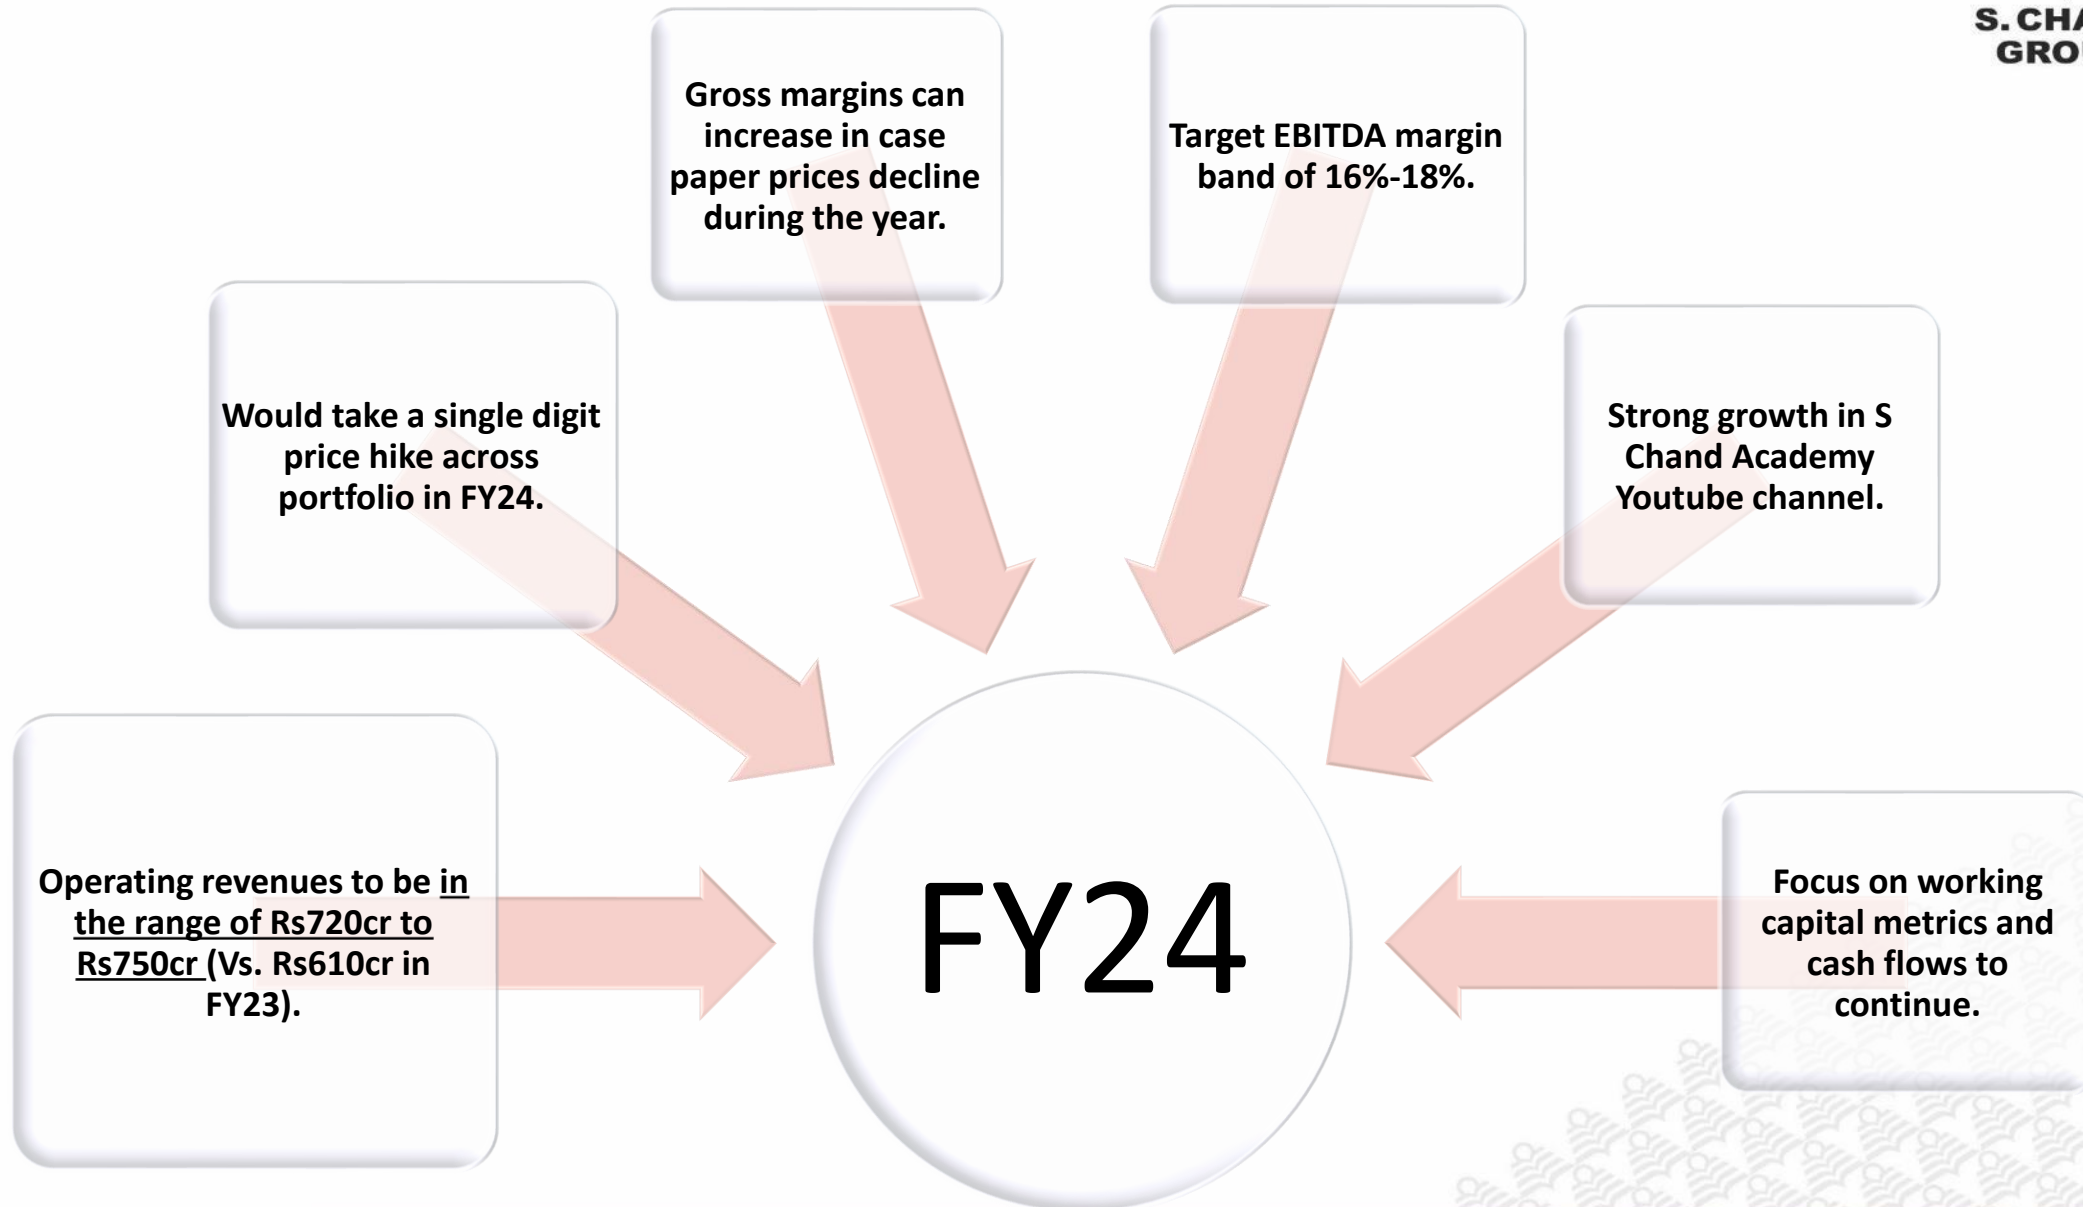 S. CHA
GROU
Gross margins can
increase in case
paper prices decline
during the year.
Target EBITDA margin
band of 16%-18%.
Would take a single digit
price hike across
portfolio in FY24.
Strong growth in S
Chand Academy
Youtube channel.
Operating revenues to be in
the range of Rs720cr to
Rs750cr (Vs. Rs610cr in
FY23).
FY24
Focus on working
capital metrics and
cash flows to
continue.